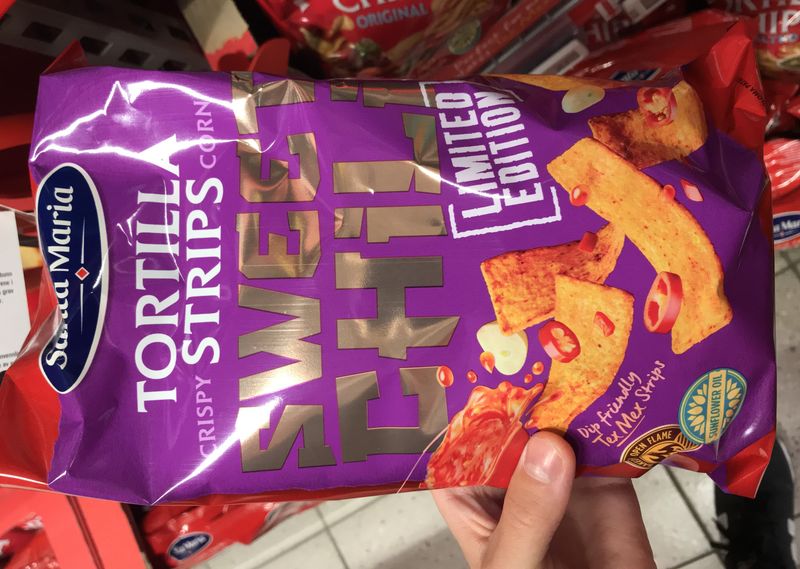 Santa Maria
TORTILLA
CRISPY STRIPS CORN
SWEET
CHILI
LIMITED
EDITION
Dip friendly
Tex Mex Strips
OPEN FLAME
SUNFLOWER OIL
ORIGINAL